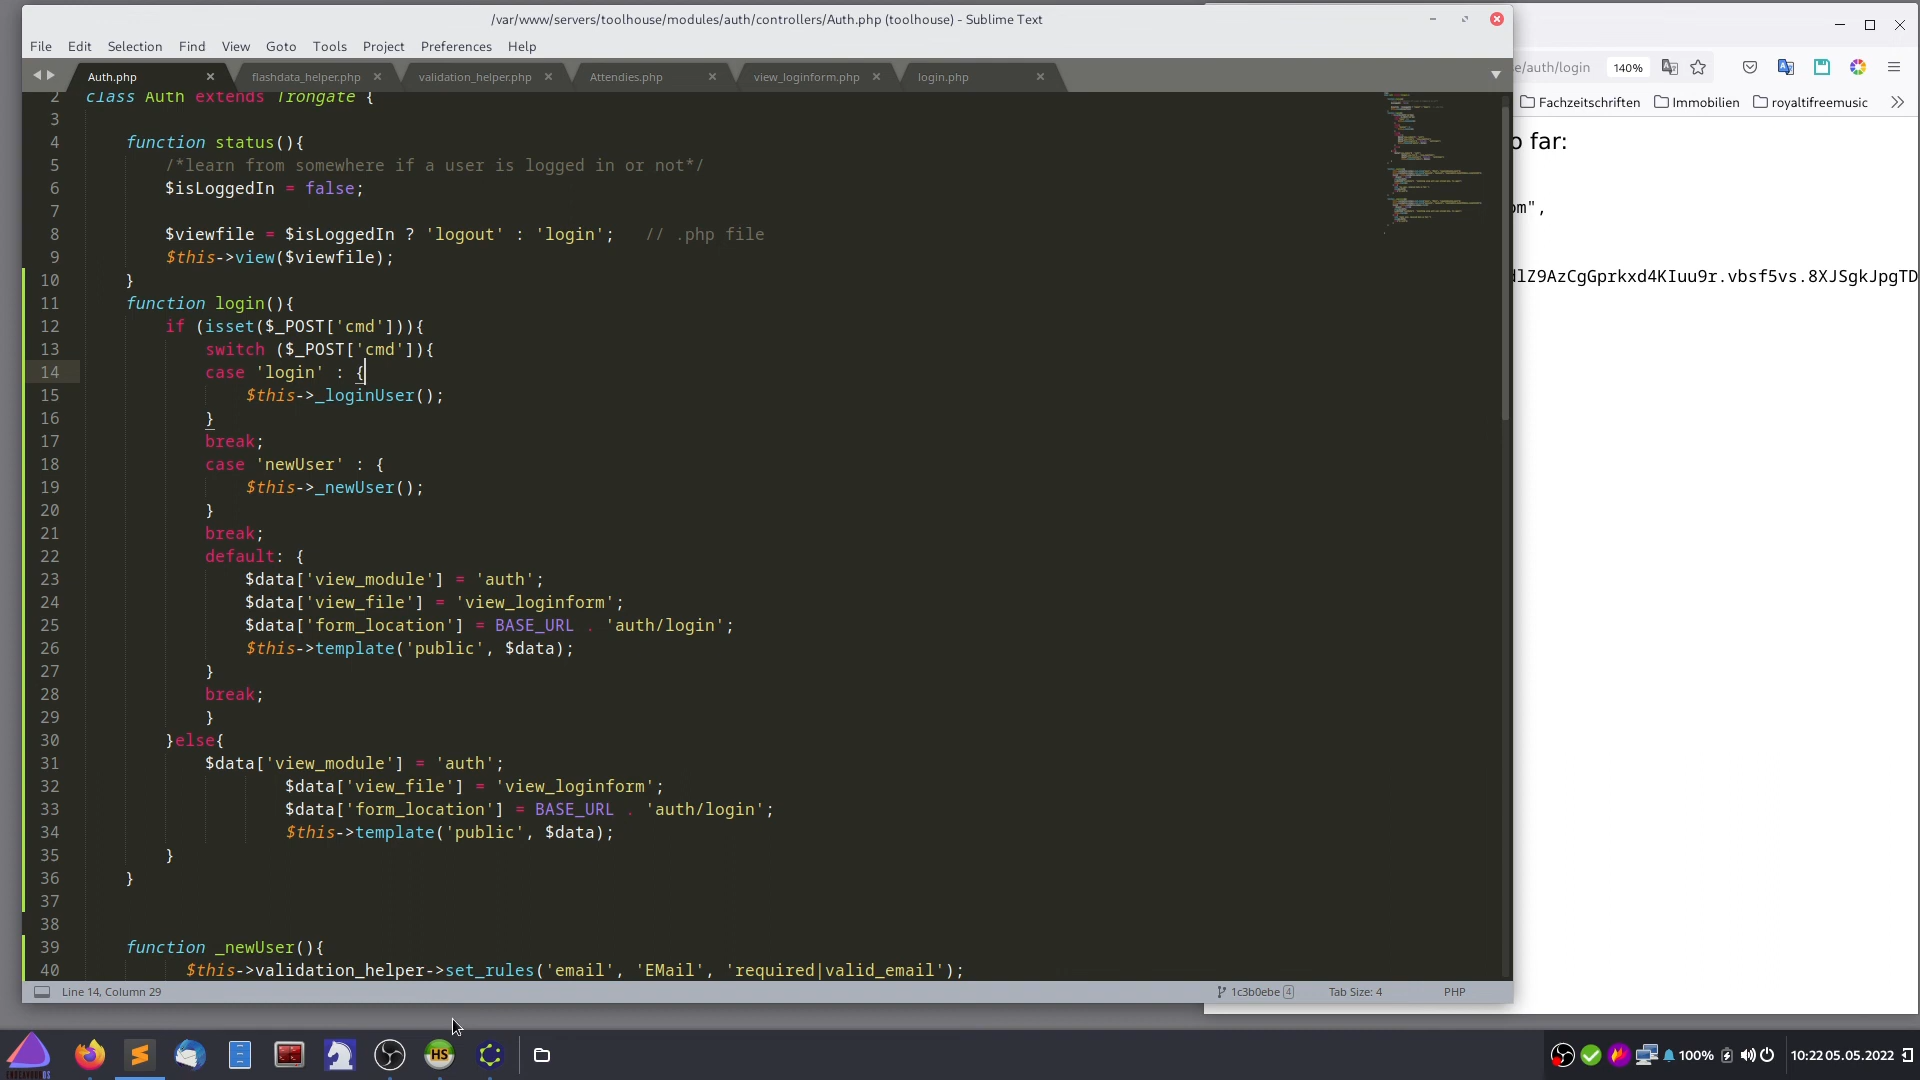 /var/www/servers/toolhouse/modules/auth/controllers/Auth.php (toolhouse) - Sublime Text
File Edit Selection Find View Goto Tools Project Preferences Help
Auth.php flashdata_helper.php validation_helper.php Attendies.php view_loginform.php login.php
2 class Auth extends Trongate {
3
4 function status(){
5 /*learn from somewhere if a user is logged in or not*/
6 $isLoggedIn = false;
7
8 $viewfile = $isLoggedIn ? 'logout' : 'login'; // .php file
9 $this->view($viewfile);
10 }
11 function login(){
12 if (isset($_POST['cmd'])){
13 switch ($_POST['cmd']){
14 case 'login' : {
15 $this->_loginUser();
16 }
17 break;
18 case 'newUser' : {
19 $this->_newUser();
20 }
21 break;
22 default: {
23 $data['view_module'] = 'auth';
24 $data['view_file'] = 'view_loginform';
25 $data['form_location'] = BASE_URL . 'auth/login';
26 $this->template('public', $data);
27 }
28 break;
29 }
30 }else{
31 $data['view_module'] = 'auth';
32 $data['view_file'] = 'view_loginform';
33 $data['form_location'] = BASE_URL . 'auth/login';
34 $this->template('public', $data);
35 }
36 }
37
38
39 function _newUser(){
40 $this->validation_helper->set_rules('email', 'EMail', 'required|valid_email');
Line 14, Column 29 1c3b0ebe 4 Tab Size: 4 PHP
e/auth/login 140%
Fachzeitschriften Immobilien royaltifreemusic
o far:
om",
dlZ9AzCgGprkxd4KIuu9r.vbsf5vs.8XJSgkJpgTD
HS 100% 10:22 05.05.2022